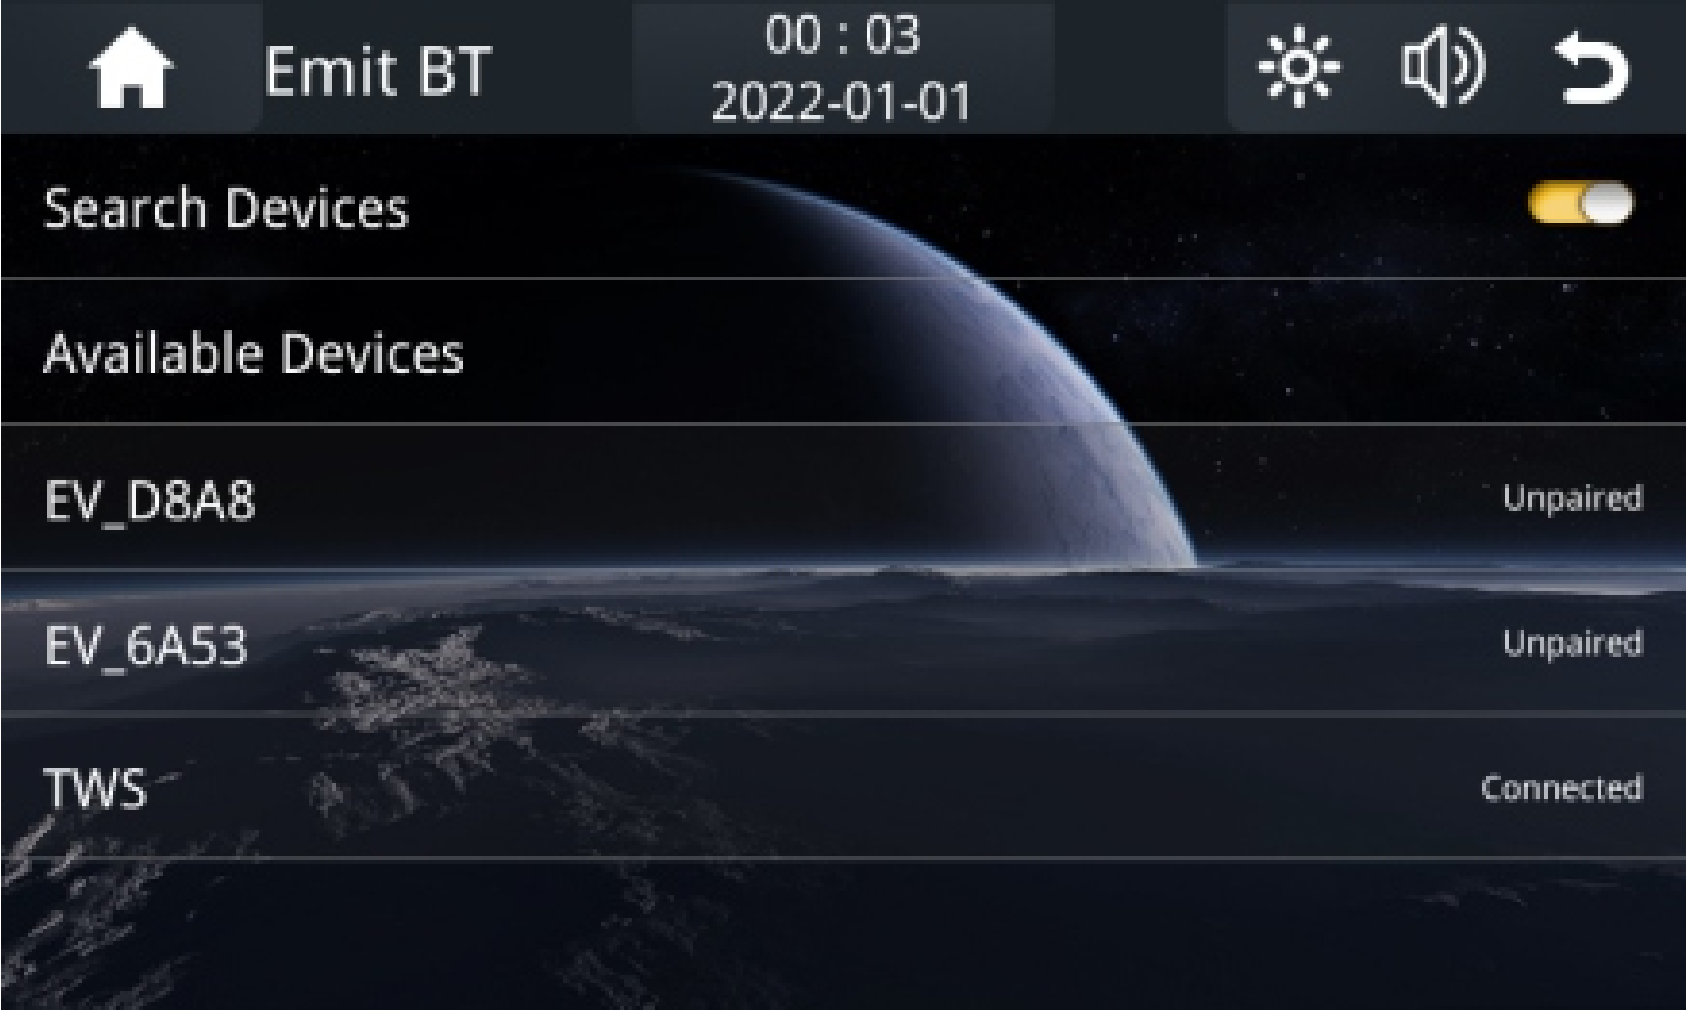 Emit BT
00 : 03
2022-01-01
Search Devices
Available Devices
EV_D8A8 Unpaired
EV_6A53 Unpaired
TWS Connected